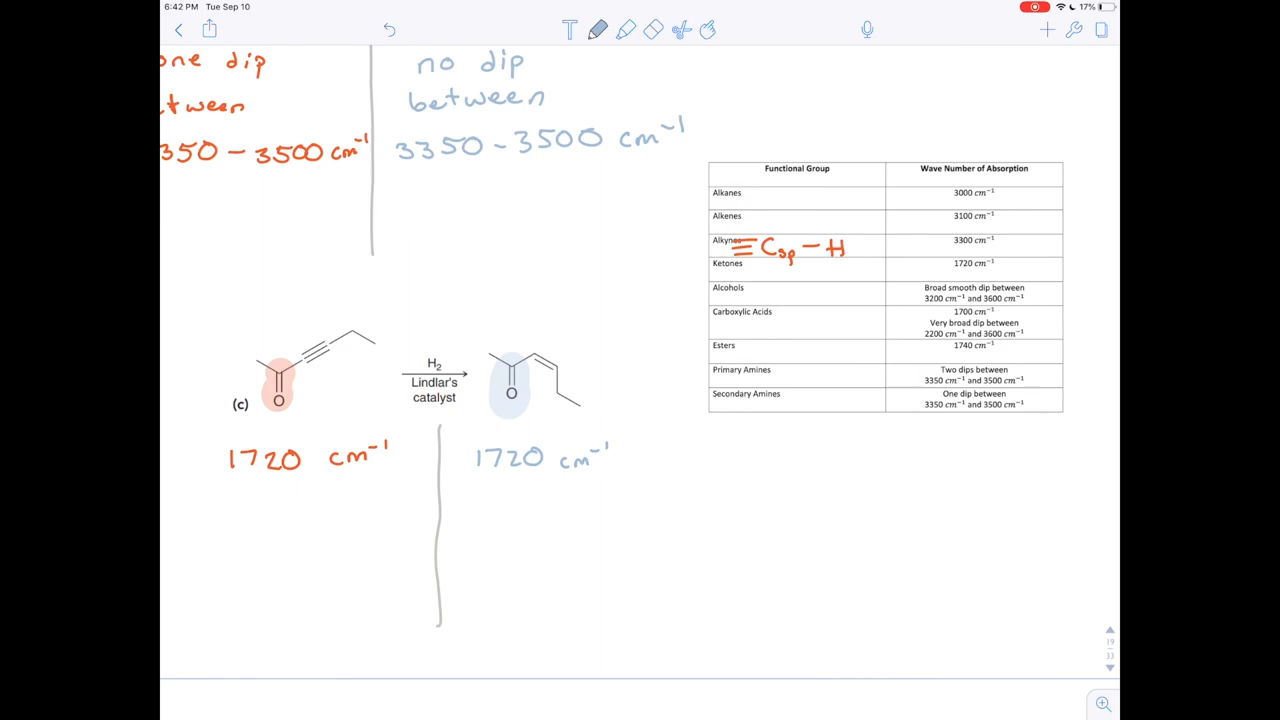 6:42 PM Tue Sep 10
17%
one dip
between
350 - 3500 cm⁻¹
no dip
between
3350 - 3500 cm⁻¹
Functional Group Wave Number of Absorption
Alkanes 3000 cm⁻¹
Alkenes 3100 cm⁻¹
Alkynes 3300 cm⁻¹
≡ Csp - H
Ketones 1720 cm⁻¹
Alcohols Broad smooth dip between
3200 cm⁻¹ and 3600 cm⁻¹
Carboxylic Acids 1700 cm⁻¹
Very broad dip between
2200 cm⁻¹ and 3600 cm⁻¹
Esters 1740 cm⁻¹
Primary Amines Two dips between
3350 cm⁻¹ and 3500 cm⁻¹
Secondary Amines One dip between
3350 cm⁻¹ and 3500 cm⁻¹
(c)
O
H₂
Lindlar's
catalyst
O
1720 cm⁻¹
1720 cm⁻¹
19
33